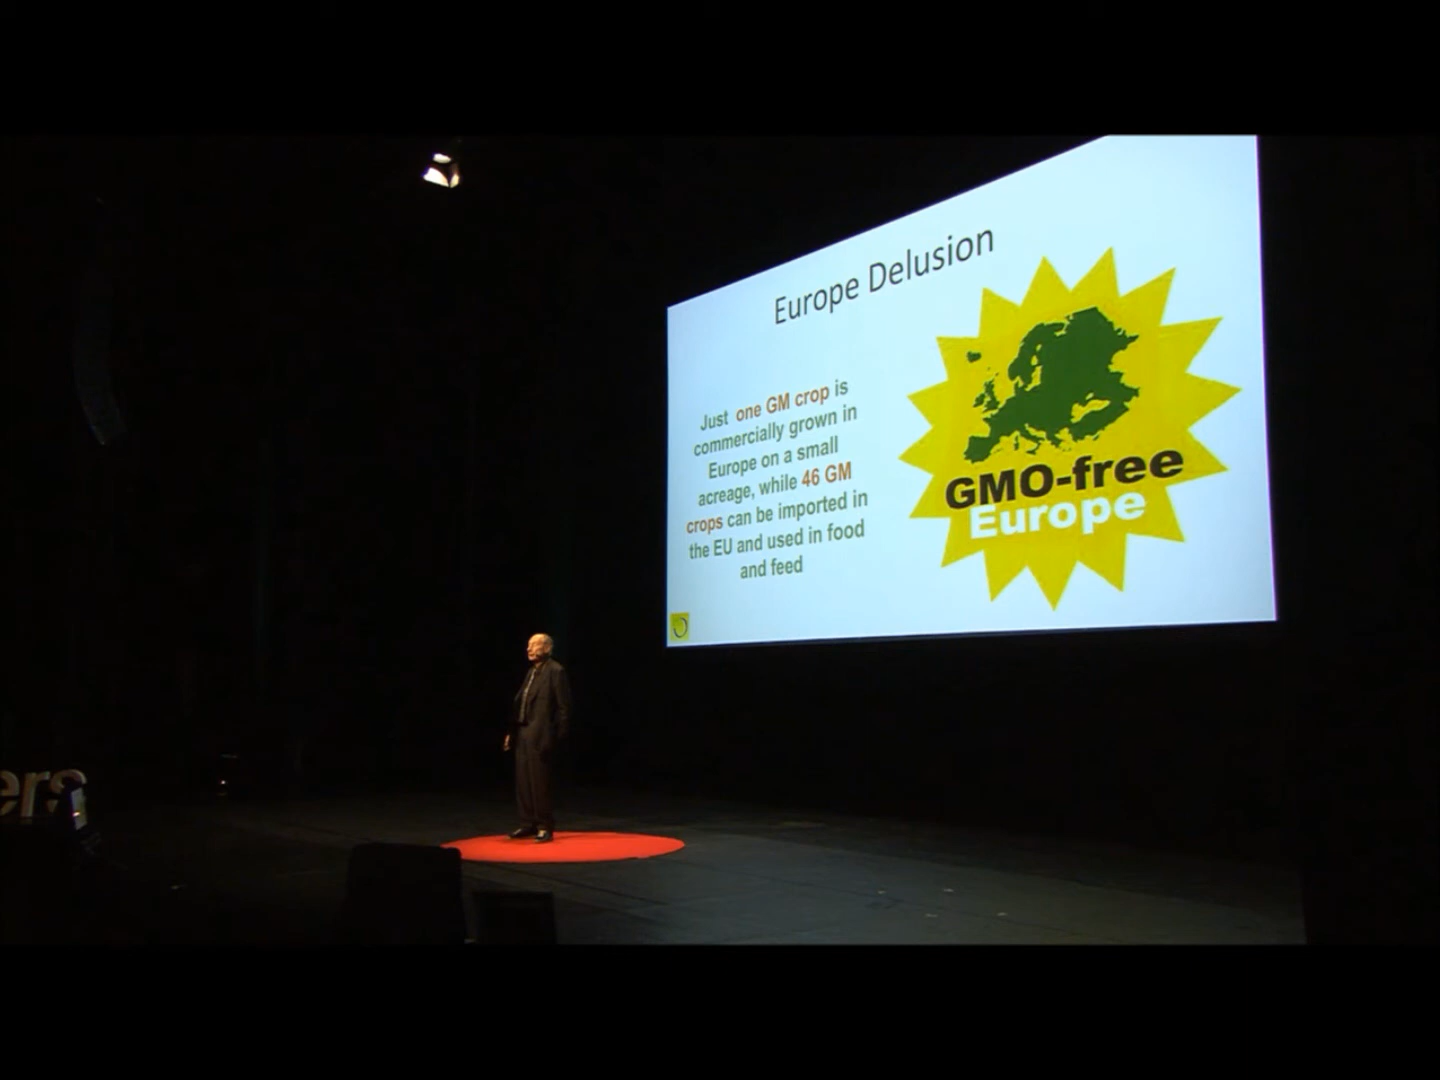 Europe Delusion
Just one GM crop is
commercially grown in
Europe on a small
acreage, while 46 GM
crops can be imported in
the EU and used in food
and feed
GMO-free
Europe
ers